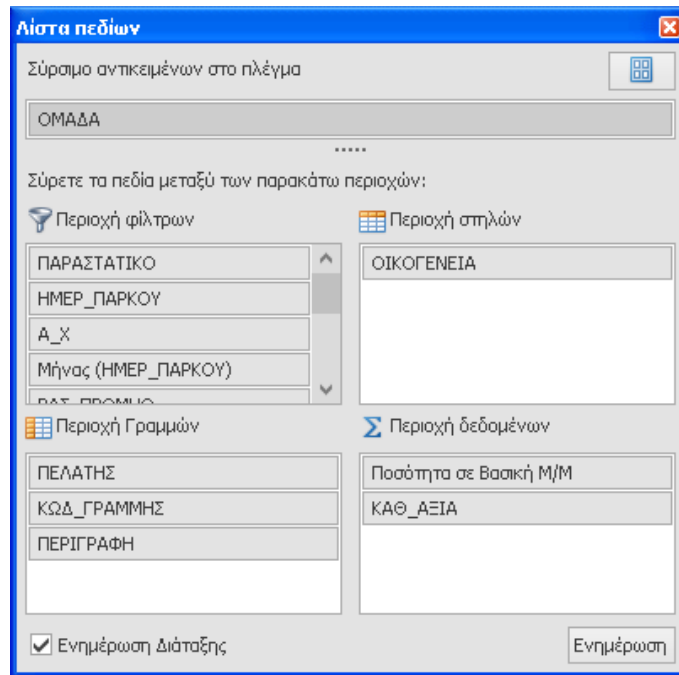 Λίστα πεδίων
Σύρσιμο αντικειμένων στο πλέγμα
ΟΜΑΔΑ
Σύρετε τα πεδία μεταξύ των παρακάτω περιοχών:
Περιοχή φίλτρων
Περιοχή στηλών
ΠΑΡΑΣΤΑΤΙΚΟ
ΟΙΚΟΓΕΝΕΙΑ
ΗΜΕΡ_ΠΑΡΚΟΥ
Α_Χ
Μήνας (ΗΜΕΡ_ΠΑΡΚΟΥ)
Περιοχή Γραμμών
Περιοχή δεδομένων
ΠΕΛΑΤΗΣ
Ποσότητα σε Βασική Μ/Μ
ΚΩΔ_ΓΡΑΜΜΗΣ
ΚΑΘ_ΑΞΙΑ
ΠΕΡΙΓΡΑΦΗ
Ενημέρωση Διάταξης
Ενημέρωση